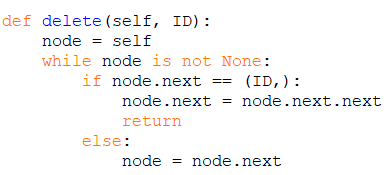 def delete(self, ID):
    node = self
    while node is not None:
        if node.next == (ID,):
            node.next = node.next.next
            return
        else:
            node = node.next